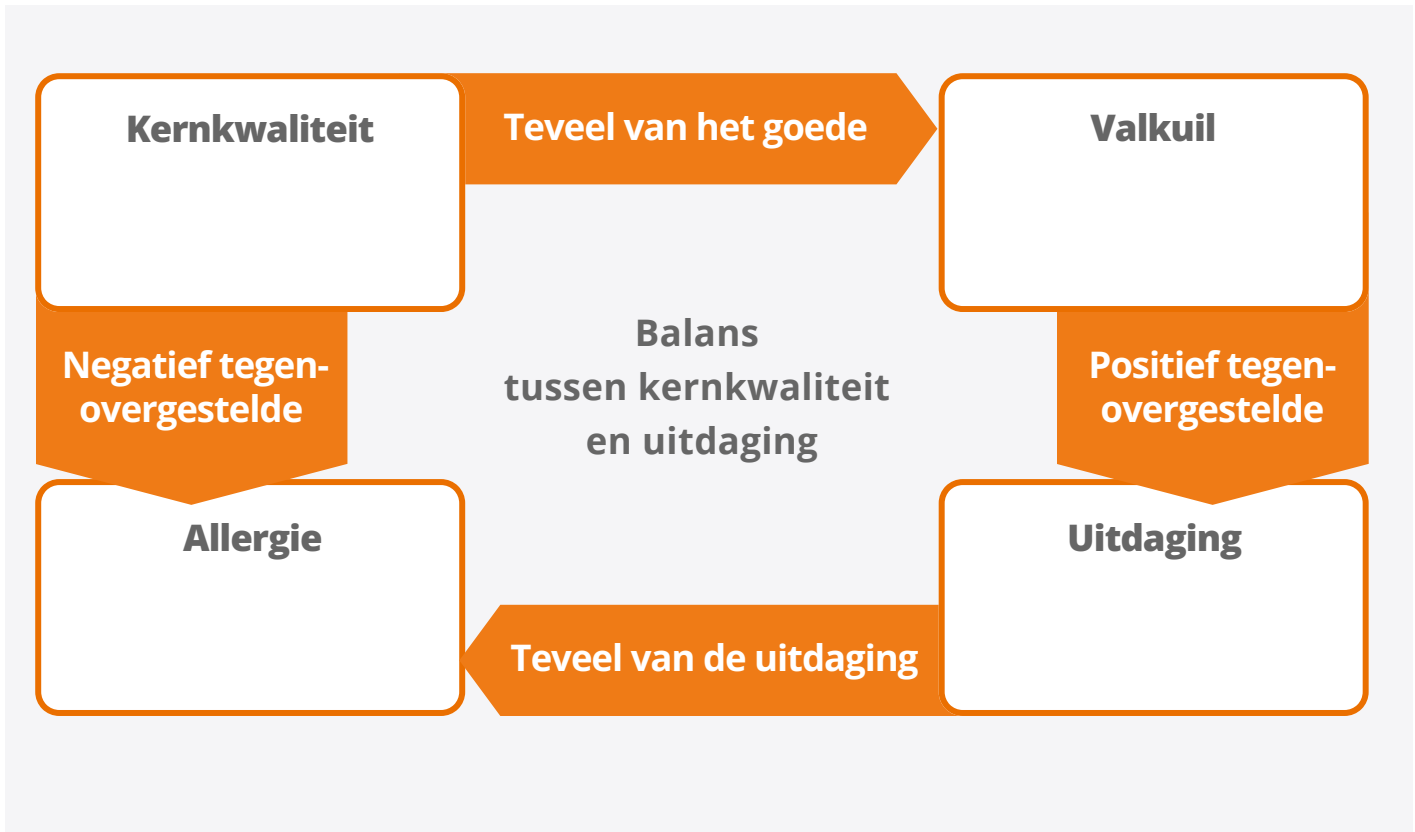 Kernkwaliteit
Teveel van het goede
Valkuil
Balans
tussen kernkwaliteit
en uitdaging
Negatief tegen-
overgestelde
Positief tegen-
overgestelde
Allergie
Uitdaging
Teveel van de uitdaging